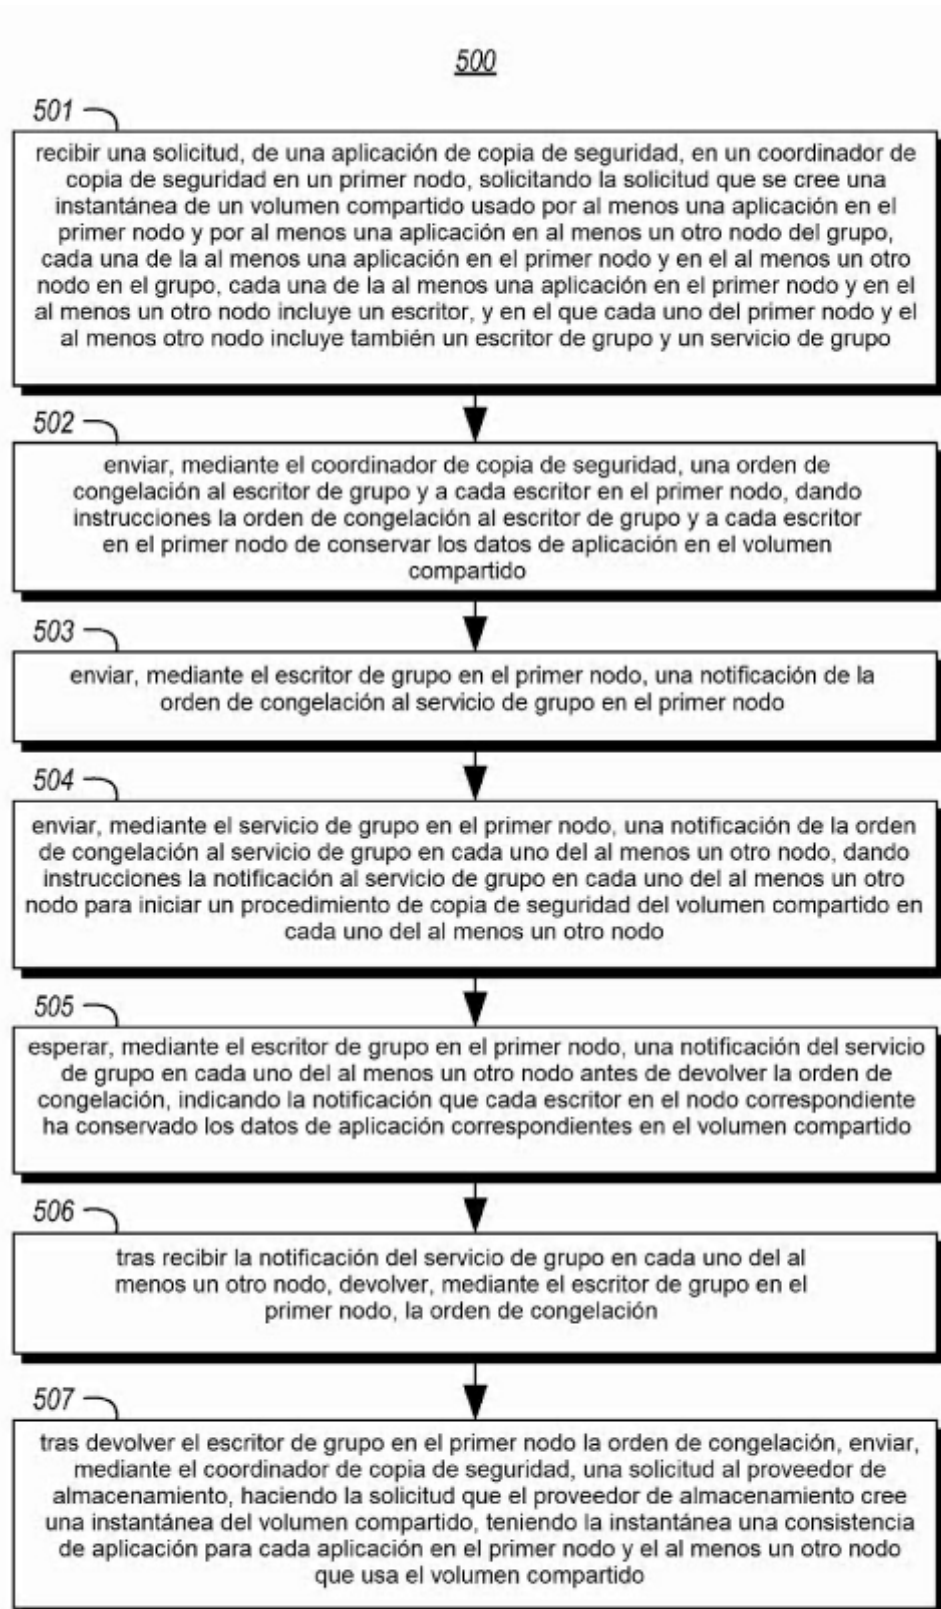 500
501
recibir una solicitud, de una aplicación de copia de seguridad, en un coordinador de
copia de seguridad en un primer nodo, solicitando la solicitud que se cree una
instantánea de un volumen compartido usado por al menos una aplicación en el
primer nodo y por al menos una aplicación en al menos un otro nodo del grupo,
cada una de la al menos una aplicación en el primer nodo y en el al menos un otro
nodo en el grupo, cada una de la al menos una aplicación en el primer nodo y en el
al menos un otro nodo incluye un escritor, y en el que cada uno del primer nodo y el
al menos otro nodo incluye también un escritor de grupo y un servicio de grupo
502
enviar, mediante el coordinador de copia de seguridad, una orden de
congelación al escritor de grupo y a cada escritor en el primer nodo, dando
instrucciones la orden de congelación al escritor de grupo y a cada escritor
en el primer nodo de conservar los datos de aplicación en el volumen
compartido
503
enviar, mediante el escritor de grupo en el primer nodo, una notificación de la
orden de congelación al servicio de grupo en el primer nodo
504
enviar, mediante el servicio de grupo en el primer nodo, una notificación de la orden
de congelación al servicio de grupo en cada uno del al menos un otro nodo, dando
instrucciones la notificación al servicio de grupo en cada uno del al menos un otro
nodo para iniciar un procedimiento de copia de seguridad del volumen compartido en
cada uno del al menos un otro nodo
505
esperar, mediante el escritor de grupo en el primer nodo, una notificación del servicio
de grupo en cada uno del al menos un otro nodo antes de devolver la orden de
congelación, indicando la notificación que cada escritor en el nodo correspondiente
ha conservado los datos de aplicación correspondientes en el volumen compartido
506
tras recibir la notificación del servicio de grupo en cada uno del al
menos un otro nodo, devolver, mediante el escritor de grupo en el
primer nodo, la orden de congelación
507
tras devolver el escritor de grupo en el primer nodo la orden de congelación, enviar,
mediante el coordinador de copia de seguridad, una solicitud al proveedor de
almacenamiento, haciendo la solicitud que el proveedor de almacenamiento cree
una instantánea del volumen compartido, teniendo la instantánea una consistencia
de aplicación para cada aplicación en el primer nodo y el al menos un otro nodo
que usa el volumen compartido